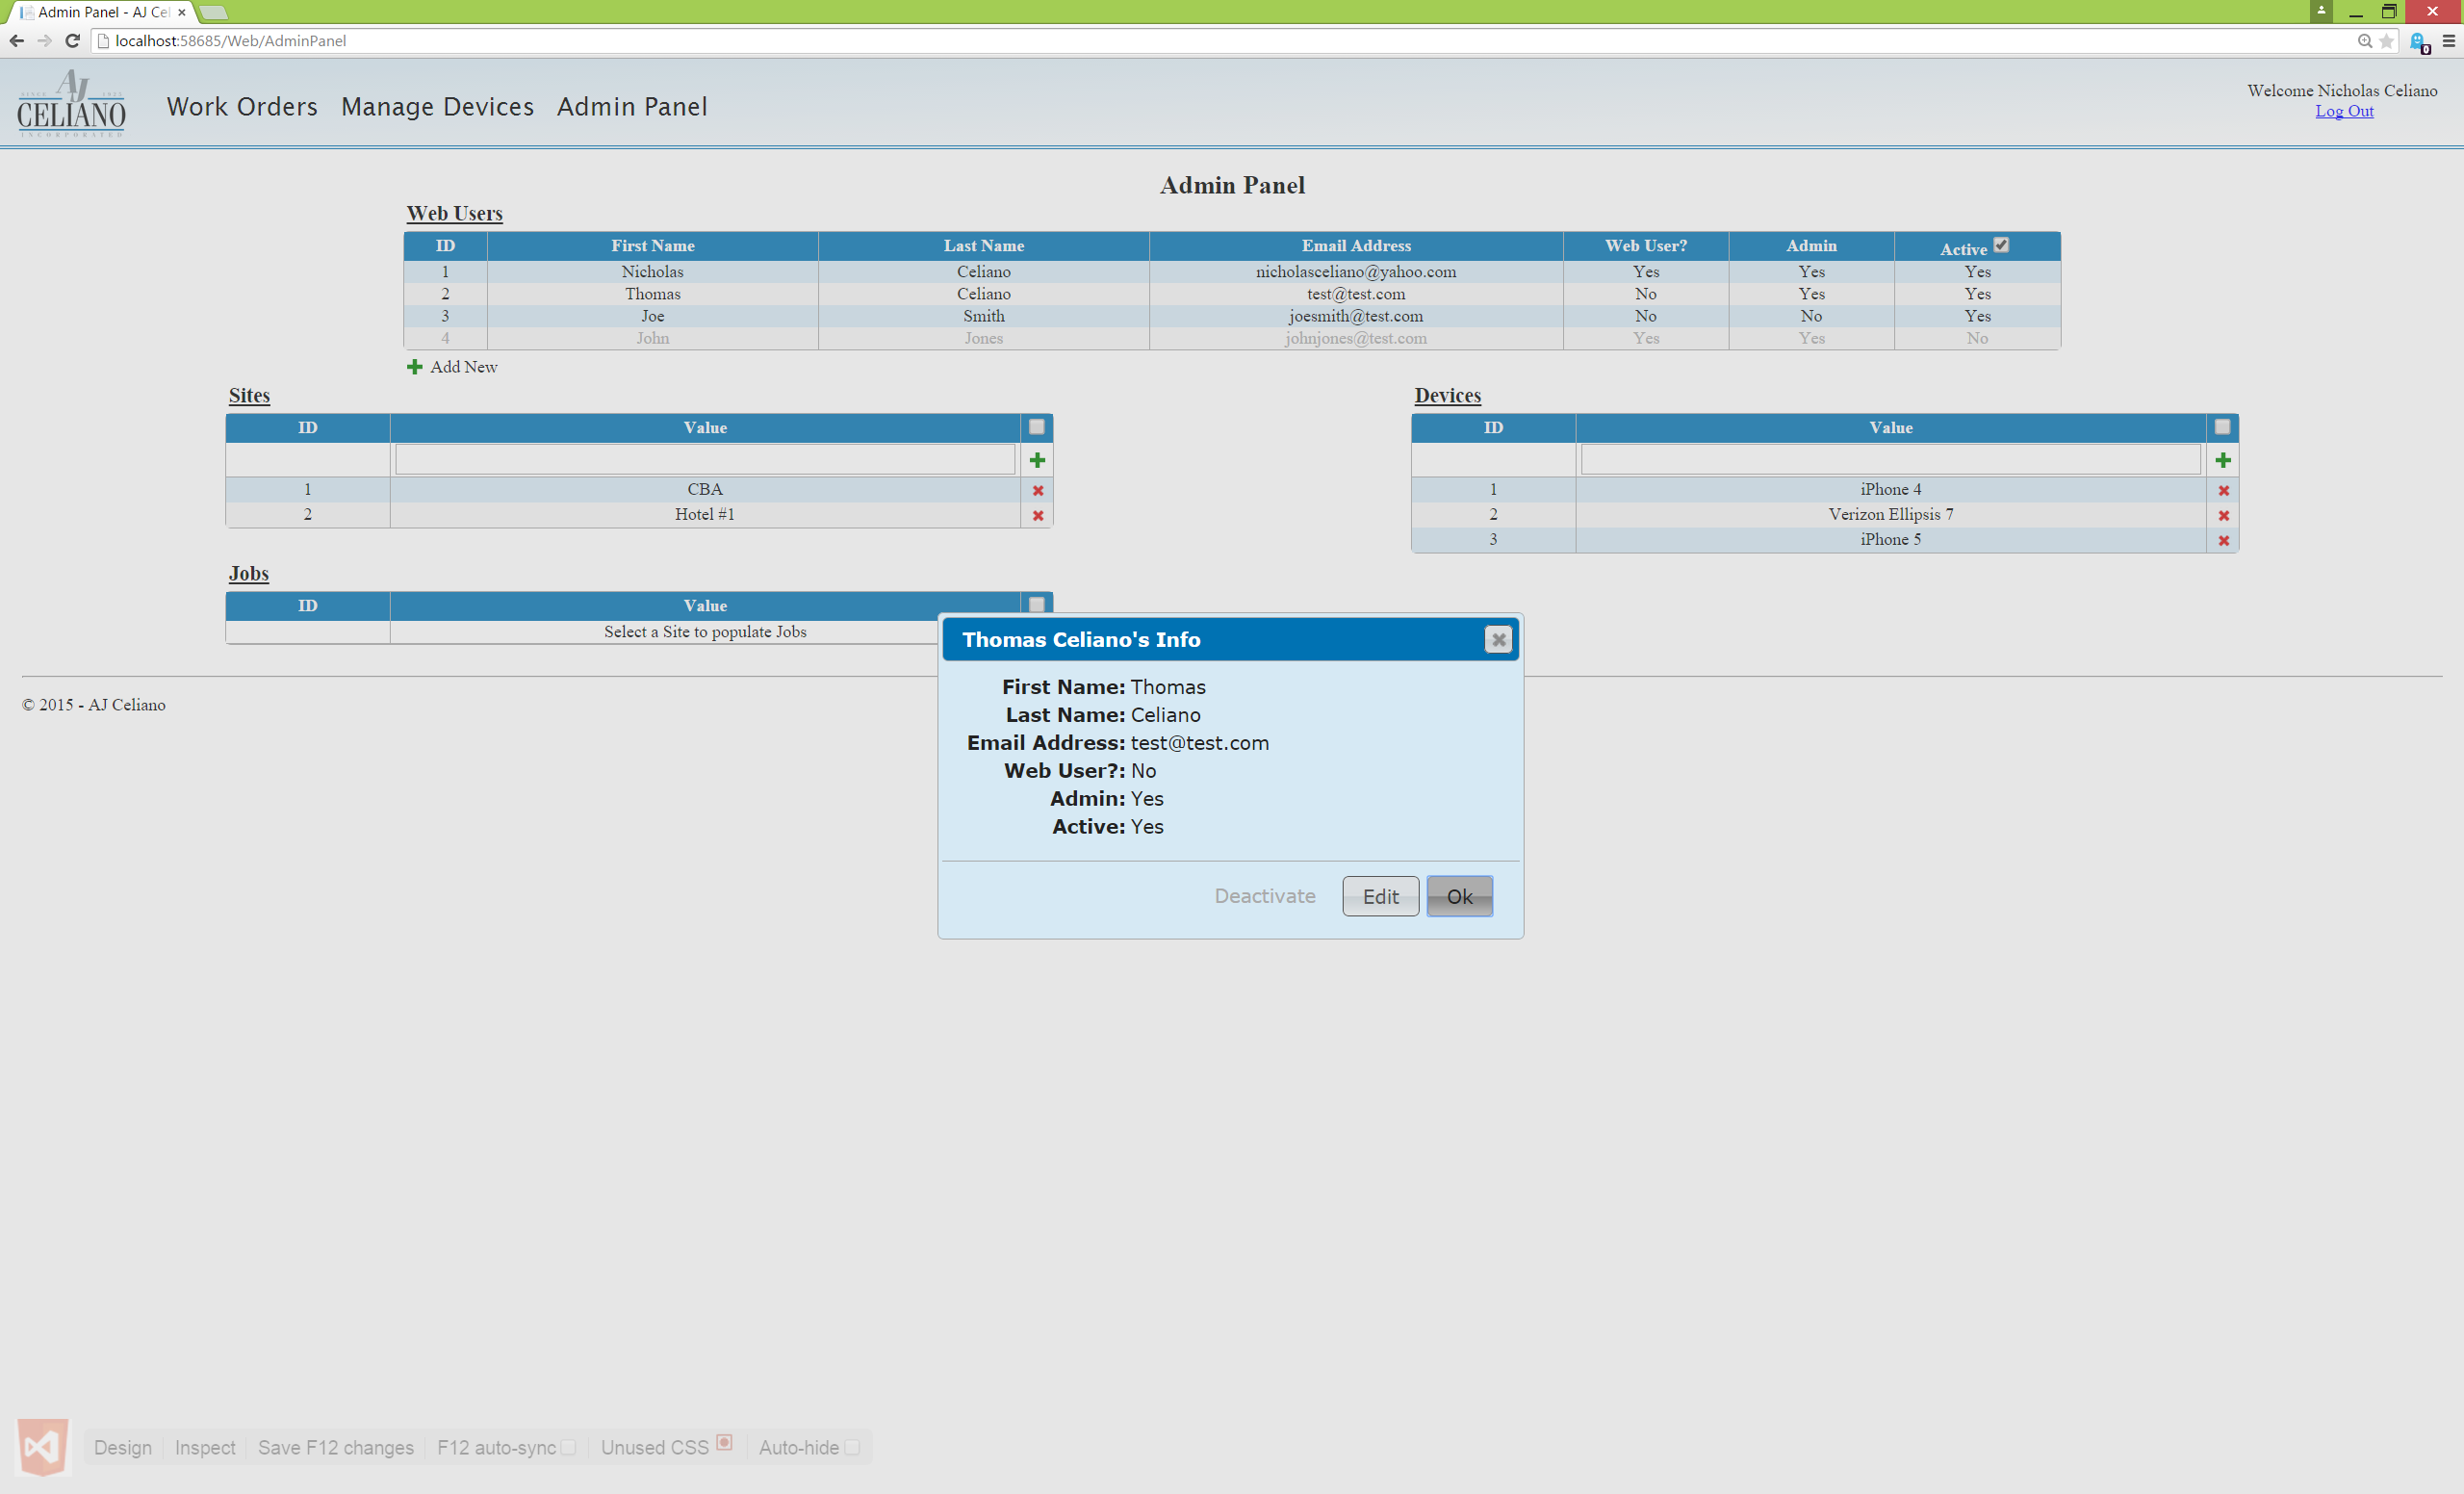 Admin Panel - AJ Cel
localhost:58685/Web/AdminPanel
0
AJ
SINCE 1925
CELIANO
INCORPORATED
Work Orders Manage Devices Admin Panel
Welcome Nicholas Celiano
Log Out
Admin Panel
Web Users
ID First Name Last Name Email Address Web User? Admin Active
1 Nicholas Celiano nicholasceliano@yahoo.com Yes Yes Yes
2 Thomas Celiano test@test.com No Yes Yes
3 Joe Smith joesmith@test.com No No Yes
4 John Jones johnjones@test.com Yes Yes No
Add New
Sites
ID Value
1 CBA
2 Hotel #1
Devices
ID Value
1 iPhone 4
2 Verizon Ellipsis 7
3 iPhone 5
Jobs
ID Value
Select a Site to populate Jobs
Thomas Celiano's Info
First Name: Thomas
Last Name: Celiano
Email Address: test@test.com
Web User?: No
Admin: Yes
Active: Yes
Deactivate Edit Ok
© 2015 - AJ Celiano
Design Inspect Save F12 changes F12 auto-sync Unused CSS Auto-hide